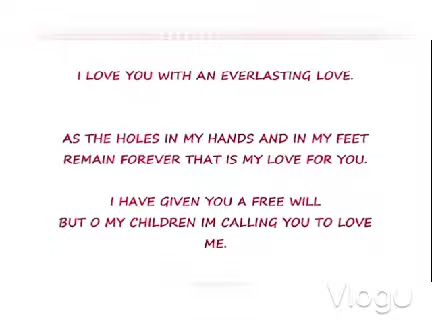 I LOVE YOU WITH AN EVERLASTING LOVE.
AS THE HOLES IN MY HANDS AND IN MY FEET
REMAIN FOREVER THAT IS MY LOVE FOR YOU.
I HAVE GIVEN YOU A FREE WILL
BUT O MY CHILDREN IM CALLING YOU TO LOVE
ME.
VlogU